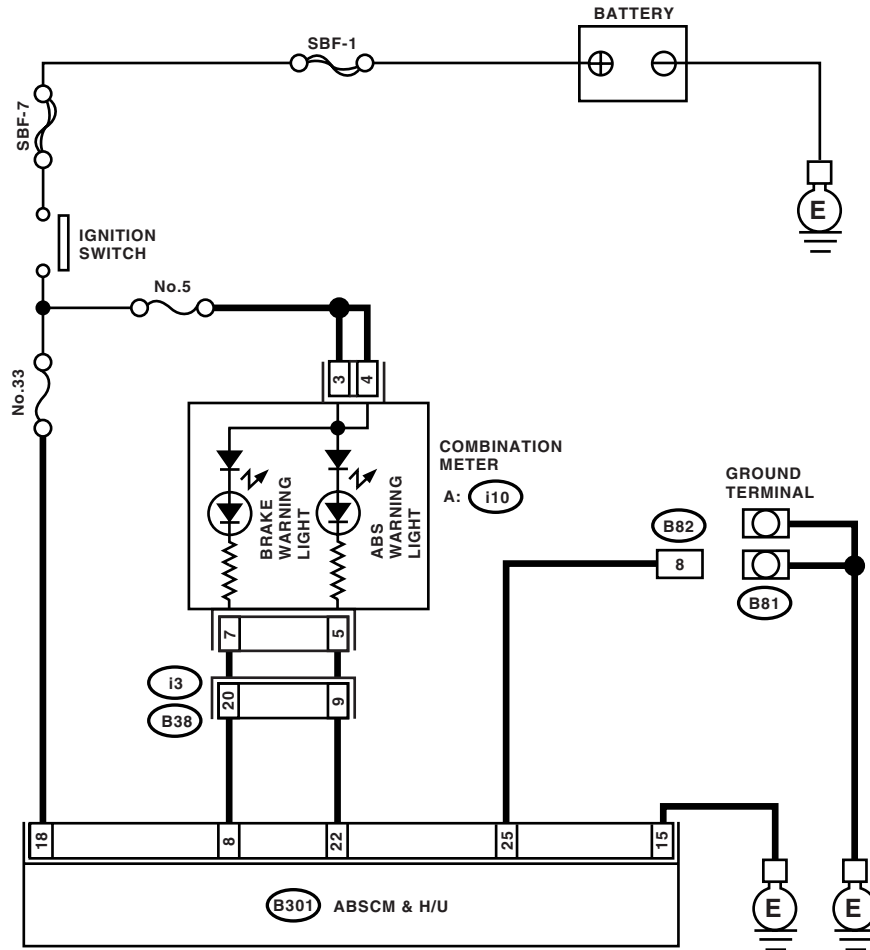 BATTERY
SBF-1
SBF-7
E
IGNITION
SWITCH
No.5
No.33
3
4
COMBINATION
METER
A: i10
BRAKE
WARNING
LIGHT
ABS
WARNING
LIGHT
GROUND
TERMINAL
B82
8
B81
7
5
i3
20
9
B38
18
8
22
25
15
B301 ABSCM & H/U
E
E